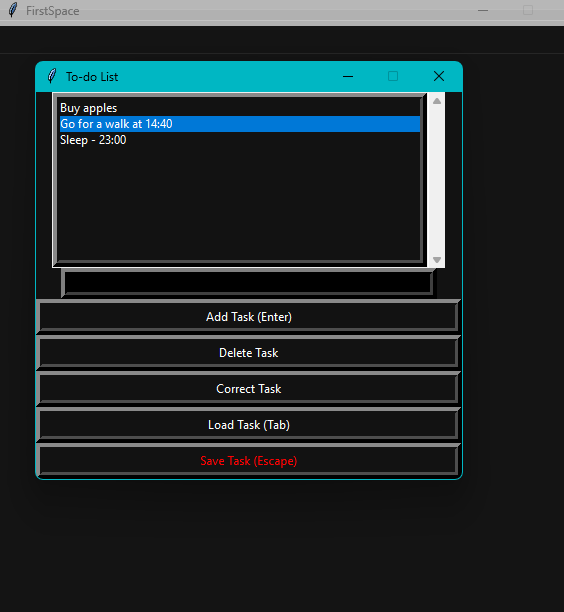 FirstSpace
To-do List
Buy apples
Go for a walk at 14:40
Sleep - 23:00
Add Task (Enter)
Delete Task
Correct Task
Load Task (Tab)
Save Task (Escape)